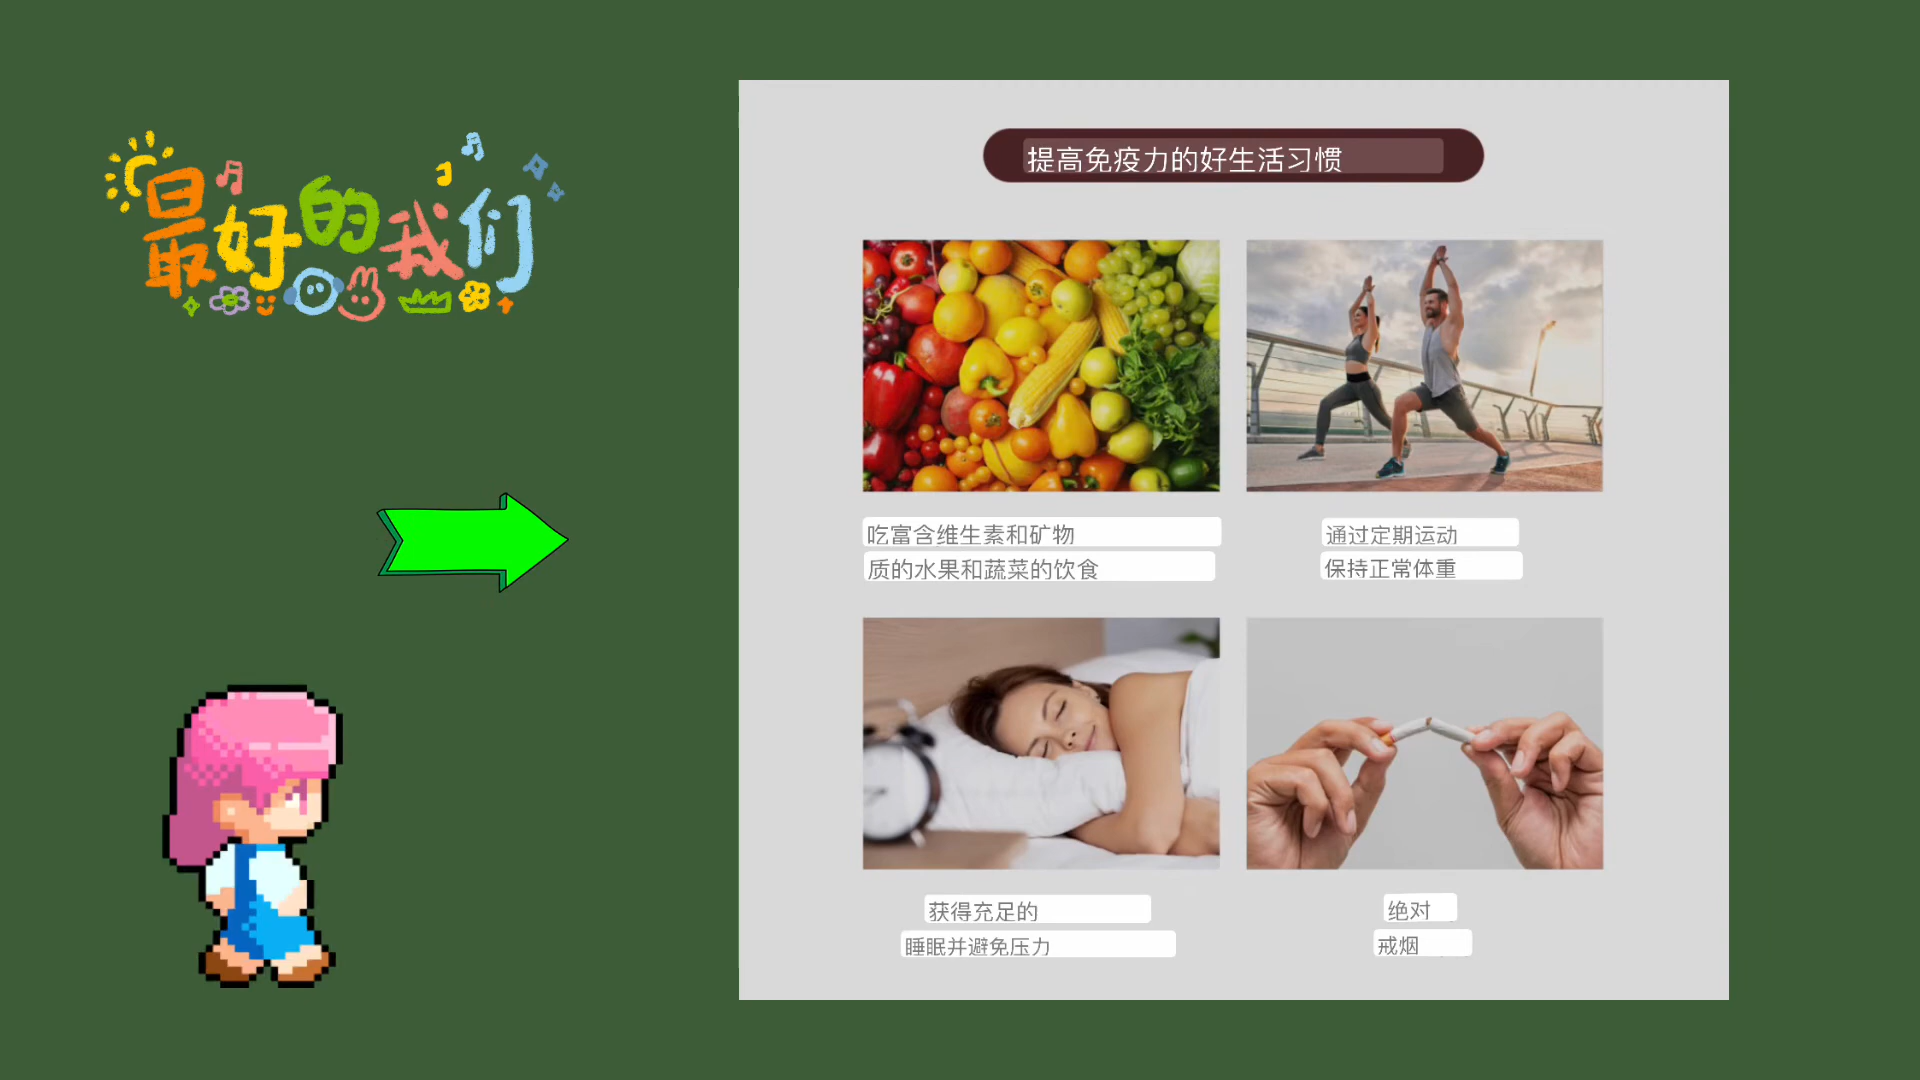 最好的我们
提高免疫力的好生活习惯
吃富含维生素和矿物
质的水果和蔬菜的饮食
通过定期运动
保持正常体重
获得充足的
睡眠并避免压力
绝对
戒烟